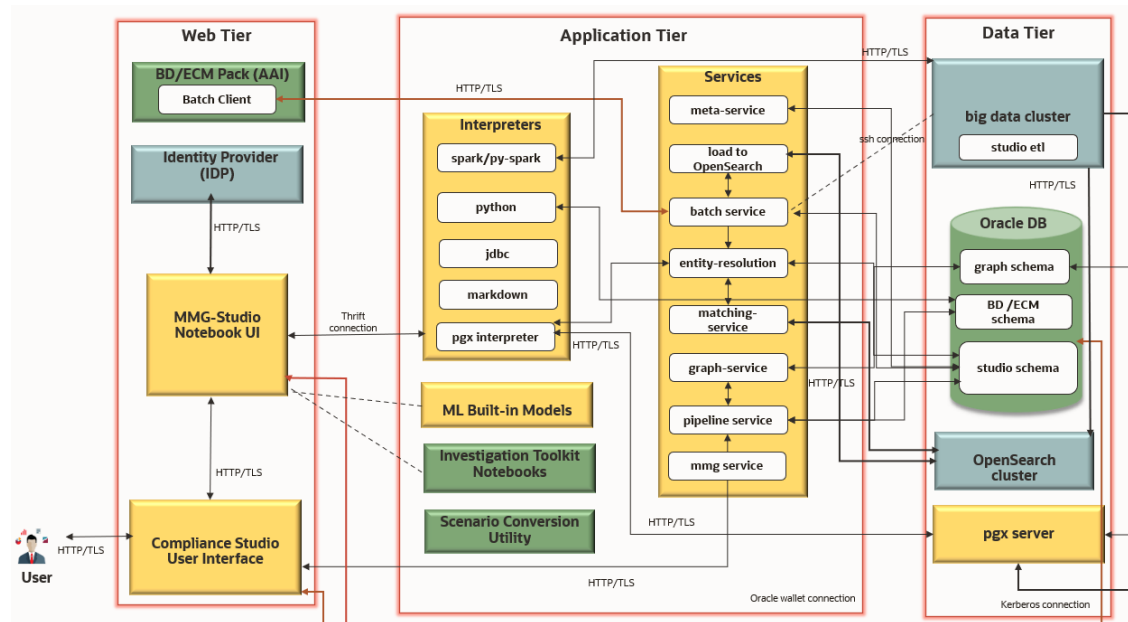 Web Tier
BD/ECM Pack (AAI)
Batch Client
Identity Provider
(IDP)
HTTP/TLS
MMG-Studio
Notebook UI
HTTP/TLS
Compliance Studio
User Interface
User
HTTP/TLS
Application Tier
HTTP/TLS
Thrift
connection
Interpreters
spark/py-spark
python
jdbc
markdown
pgx interpreter
HTTP/TLS
ML Built-in Models
Investigation Toolkit
Notebooks
Scenario Conversion
Utility
Services
meta-service
load to
OpenSearch
batch service
entity-resolution
matching-
service
graph-service
pipeline service
mmg service
HTTP/TLS
HTTP/TLS
HTTP/TLS
Oracle wallet connection
HTTP/TLS
ssh connection
Data Tier
big data cluster
studio etl
HTTP/TLS
Oracle DB
graph schema
BD /ECM
schema
studio schema
OpenSearch
cluster
pgx server
Kerberos connection